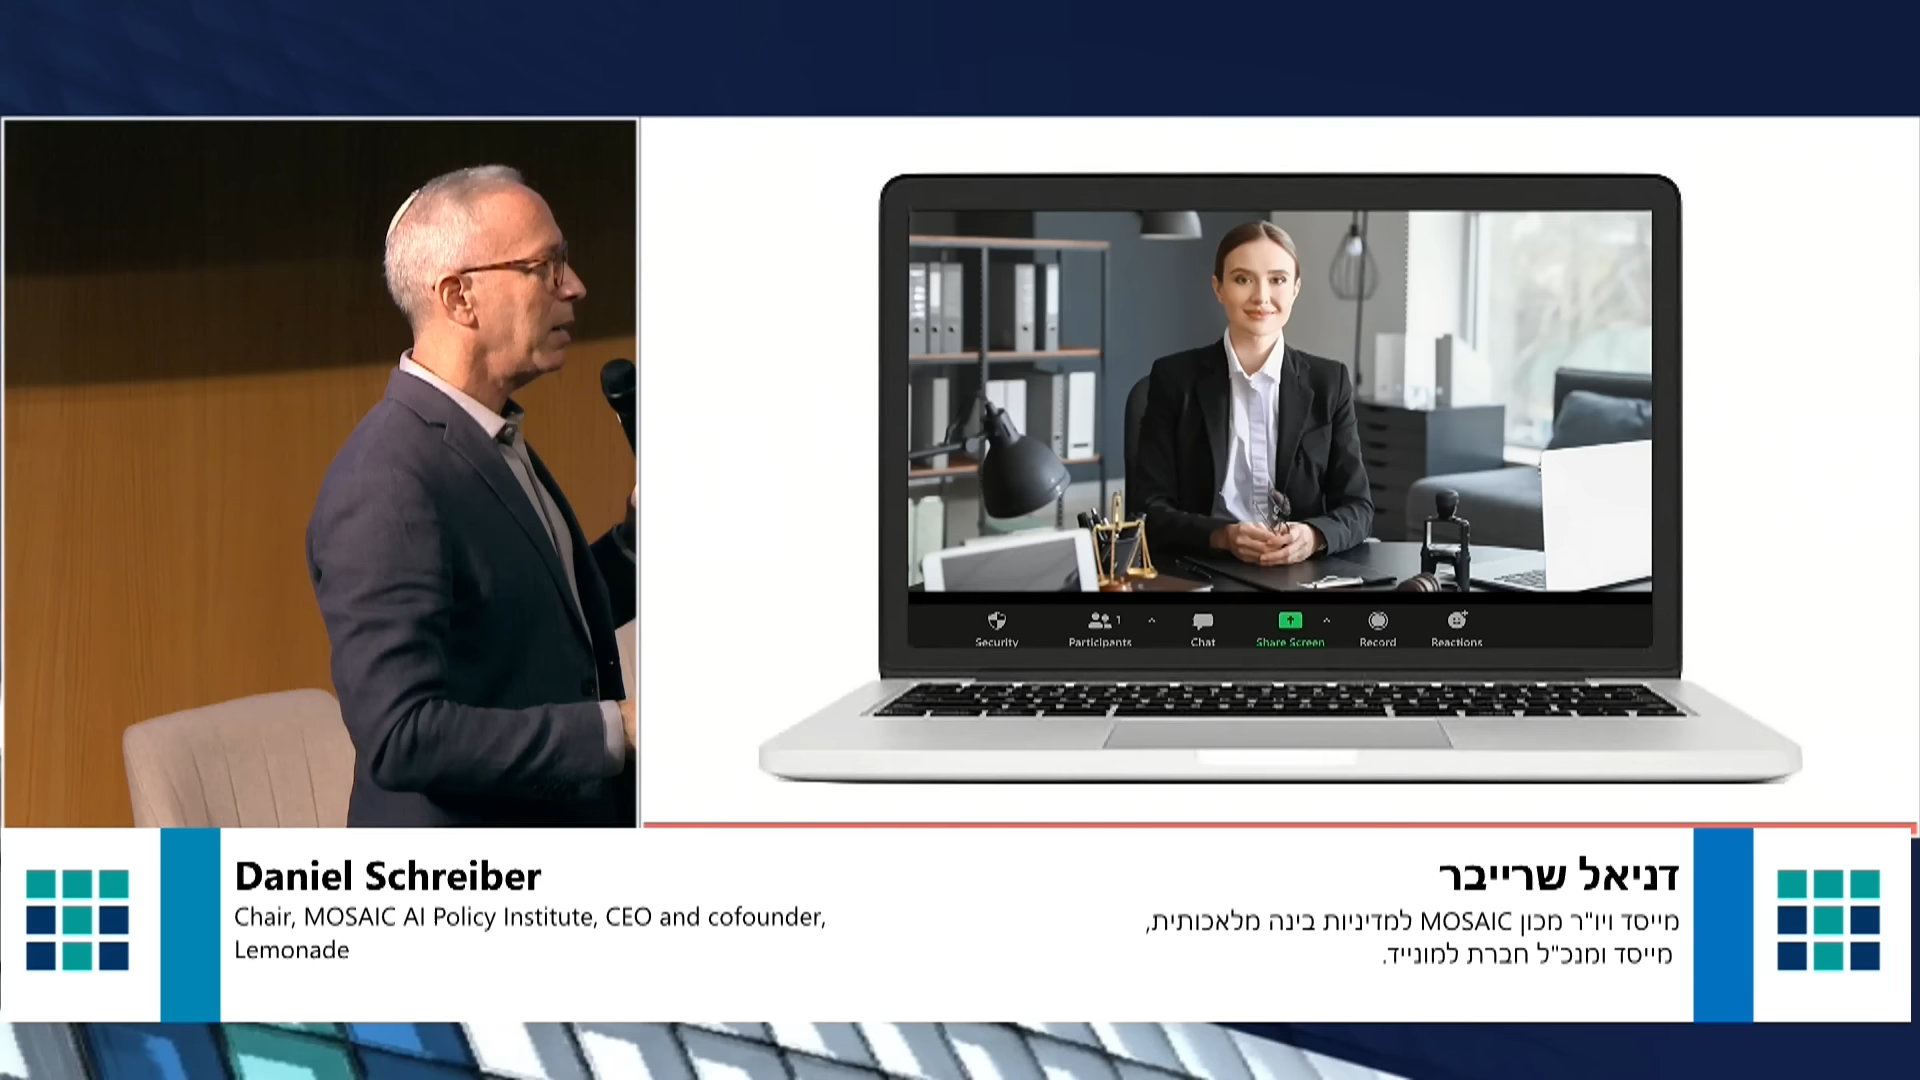 Security
Participants 1
Chat
Share Screen
Record
Reactions
Daniel Schreiber
Chair, MOSAIC AI Policy Institute, CEO and cofounder,
Lemonade
דניאל שרייבר
מייסד ויו"ר מכון MOSAIC למדיניות בינה מלאכותית,
מייסד ומנכ"ל חברת למונייד.